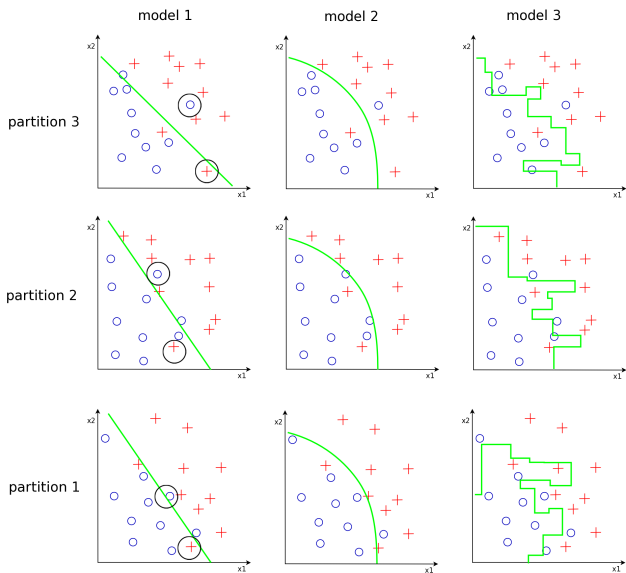 model 1 model 2 model 3
x2 x2 x2
partition 3
x1 x1 x1
x2 x2 x2
partition 2
x1 x1 x1
x2 x2 x2
partition 1
x1 x1 x1